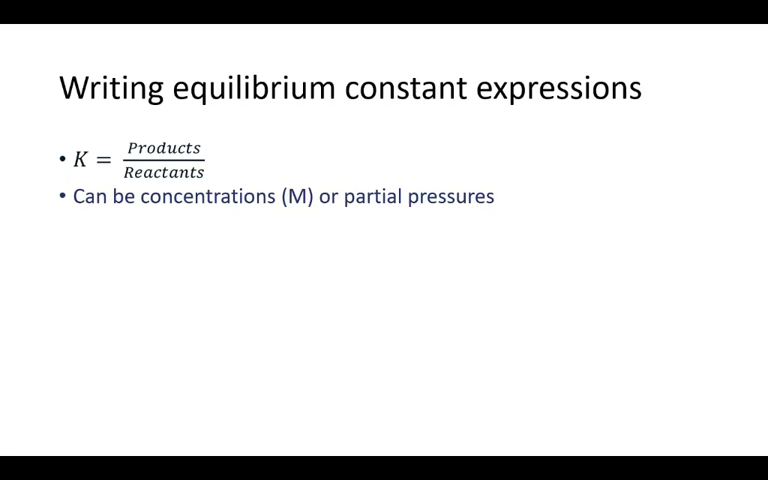 Writing equilibrium constant expressions
• K = Products / Reactants
• Can be concentrations (M) or partial pressures